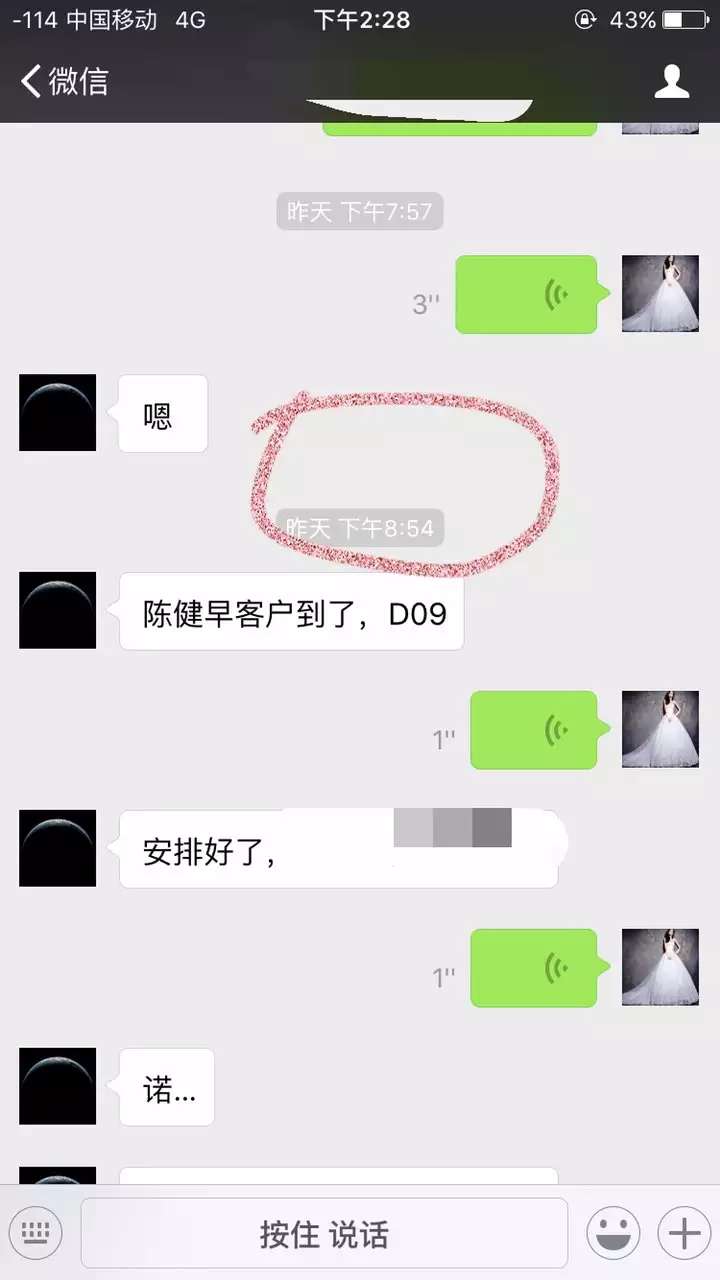 -114 中国移动 4G 下午2:28 43%
微信
昨天 下午7:57
3''
嗯
昨天 下午8:54
陈健早客户到了，D09
1''
安排好了，
1''
诺...
按住 说话